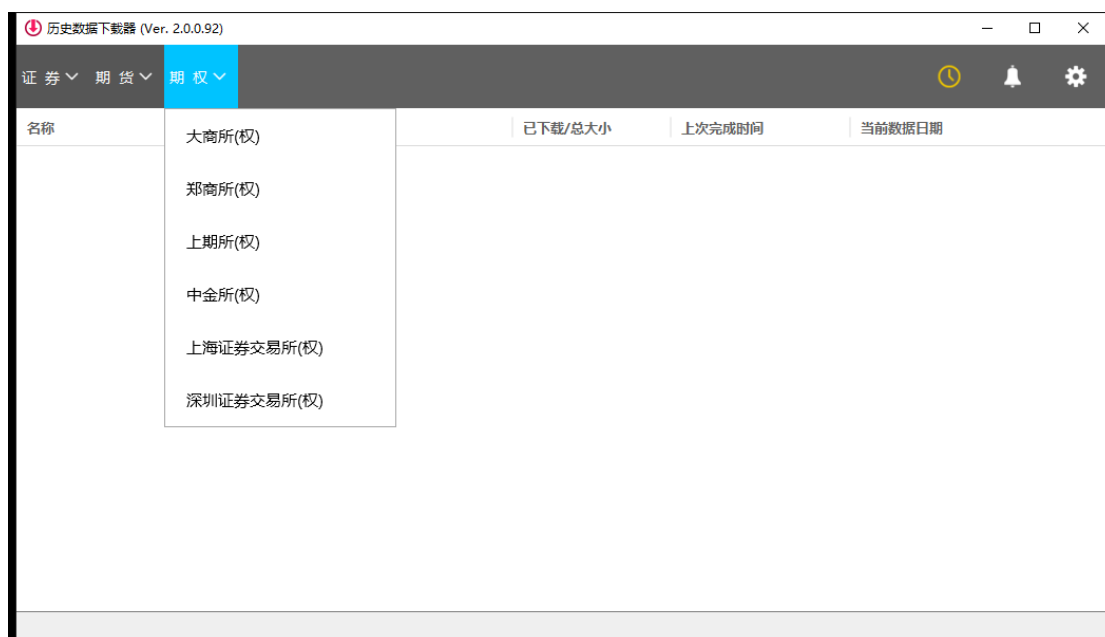 历史数据下载器 (Ver. 2.0.0.92)
证 券 期 货 期 权
名称 已下载/总大小 上次完成时间 当前数据日期
大商所(权)
郑商所(权)
上期所(权)
中金所(权)
上海证券交易所(权)
深圳证券交易所(权)